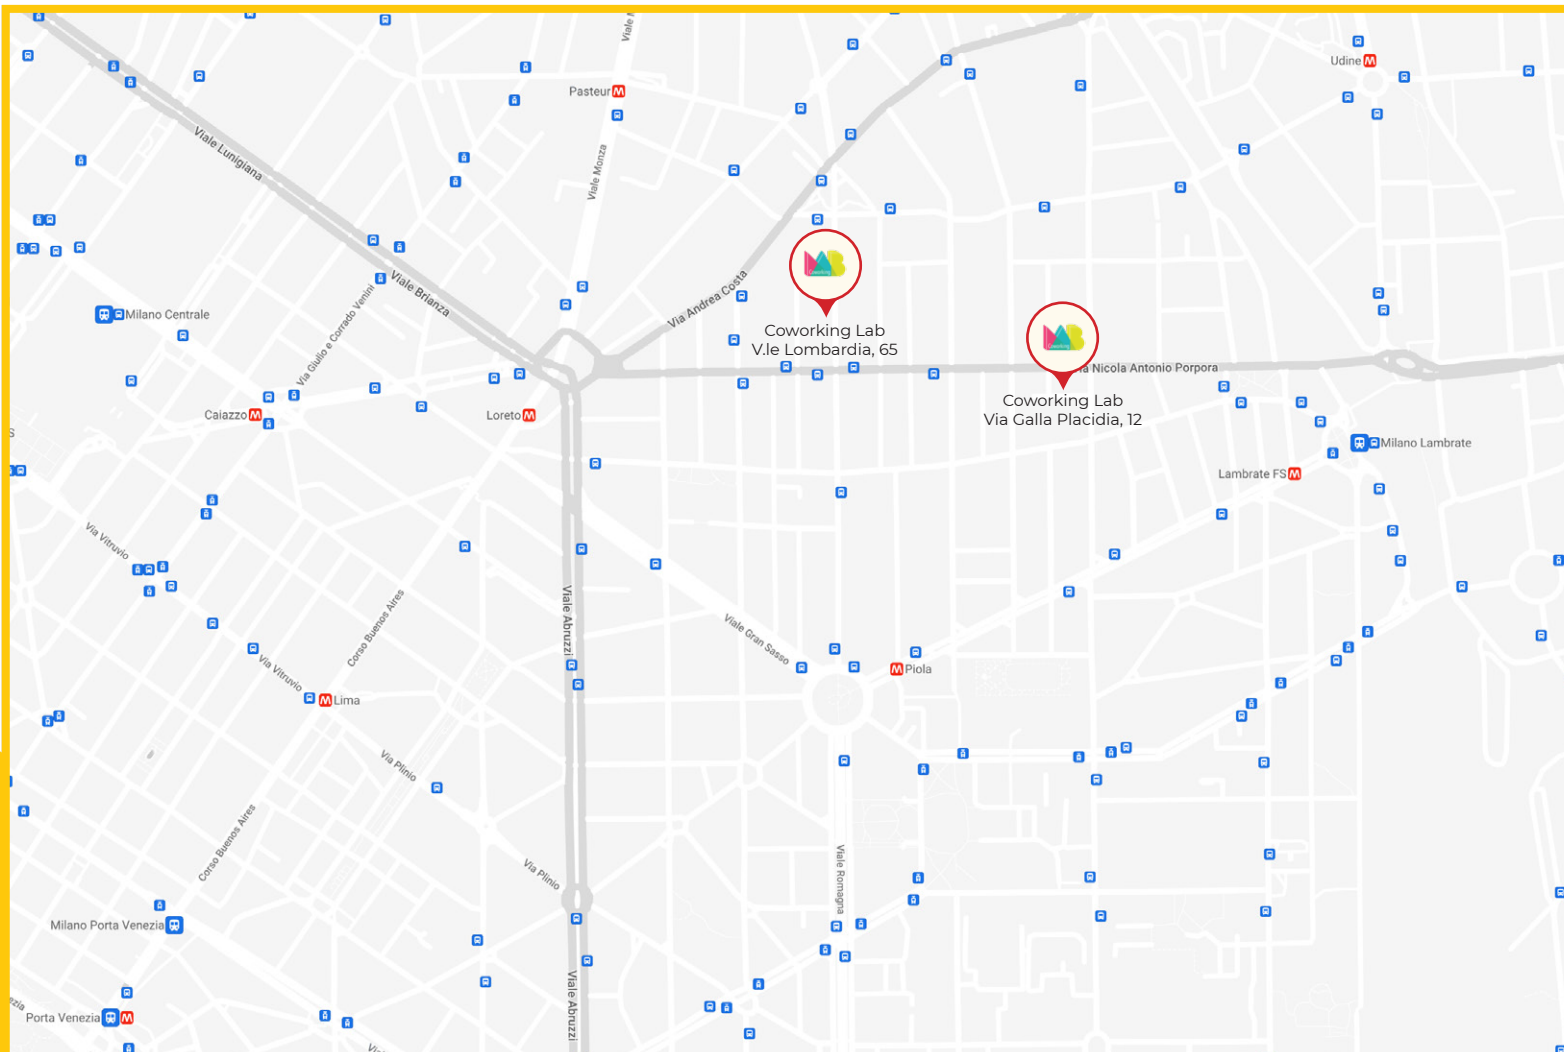 Viale M
Udine
Pasteur
Viale Lunigiana
Viale Monza
Viale Brianza
Via Andrea Costa
Via Giulio e Corrado Venini
Milano Centrale
Coworking Lab
V.le Lombardia, 65
ia Nicola Antonio Porpora
Coworking Lab
Via Galla Placidia, 12
Caiazzo
Loreto
S
Milano Lambrate
Lambrate FS
Via Vitruvio
Viale Abruzzi
Corso Buenos Aires
Viale Gran Sasso
Via Vitruvio
Piola
Lima
Via Plinio
Corso Buenos Aires
Via Plinio
Viale Romagna
Milano Porta Venezia
Viale Abruzzi
ezia
Porta Venezia